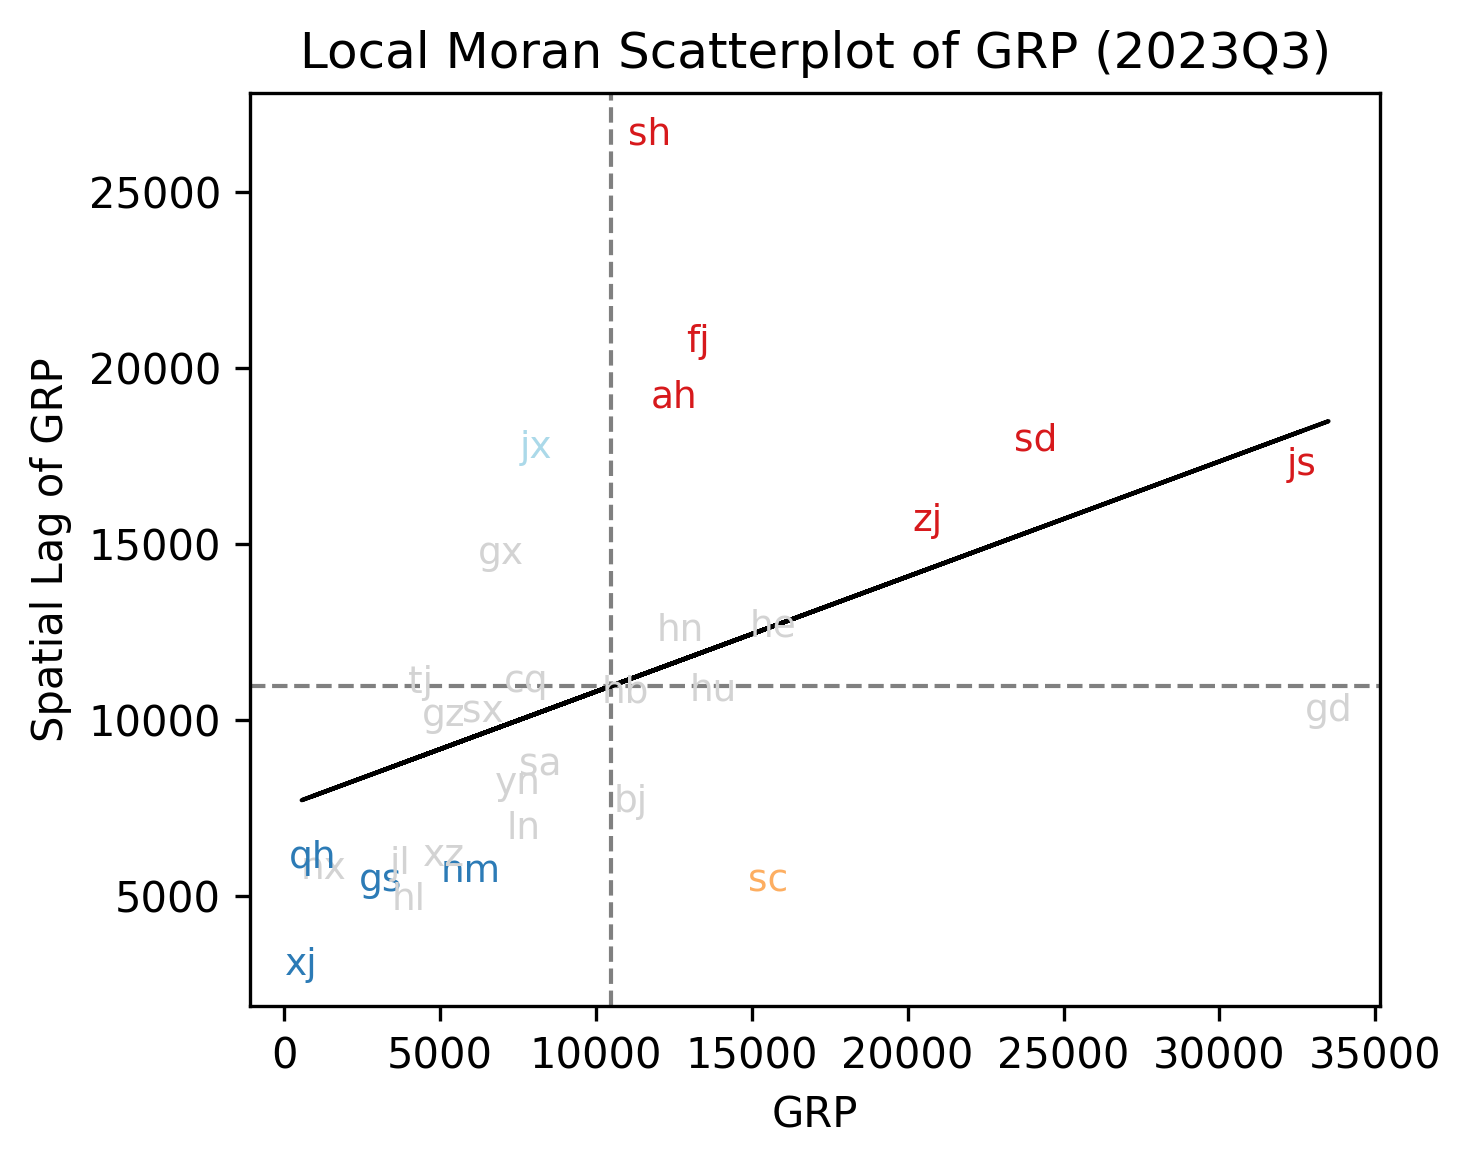 Local Moran Scatterplot of GRP (2023Q3)
sh
25000
fj
20000
ah
jx
sd
js
zj
15000
gx
hn
he
tj
cq
hb
hu
gz
sx
gd
10000
sa
yn
bj
ln
qh
nx
jl
xz
gs
nm
sc
hl
5000
xj
0
5000
10000
15000
20000
25000
30000
35000
GRP
Spatial Lag of GRP